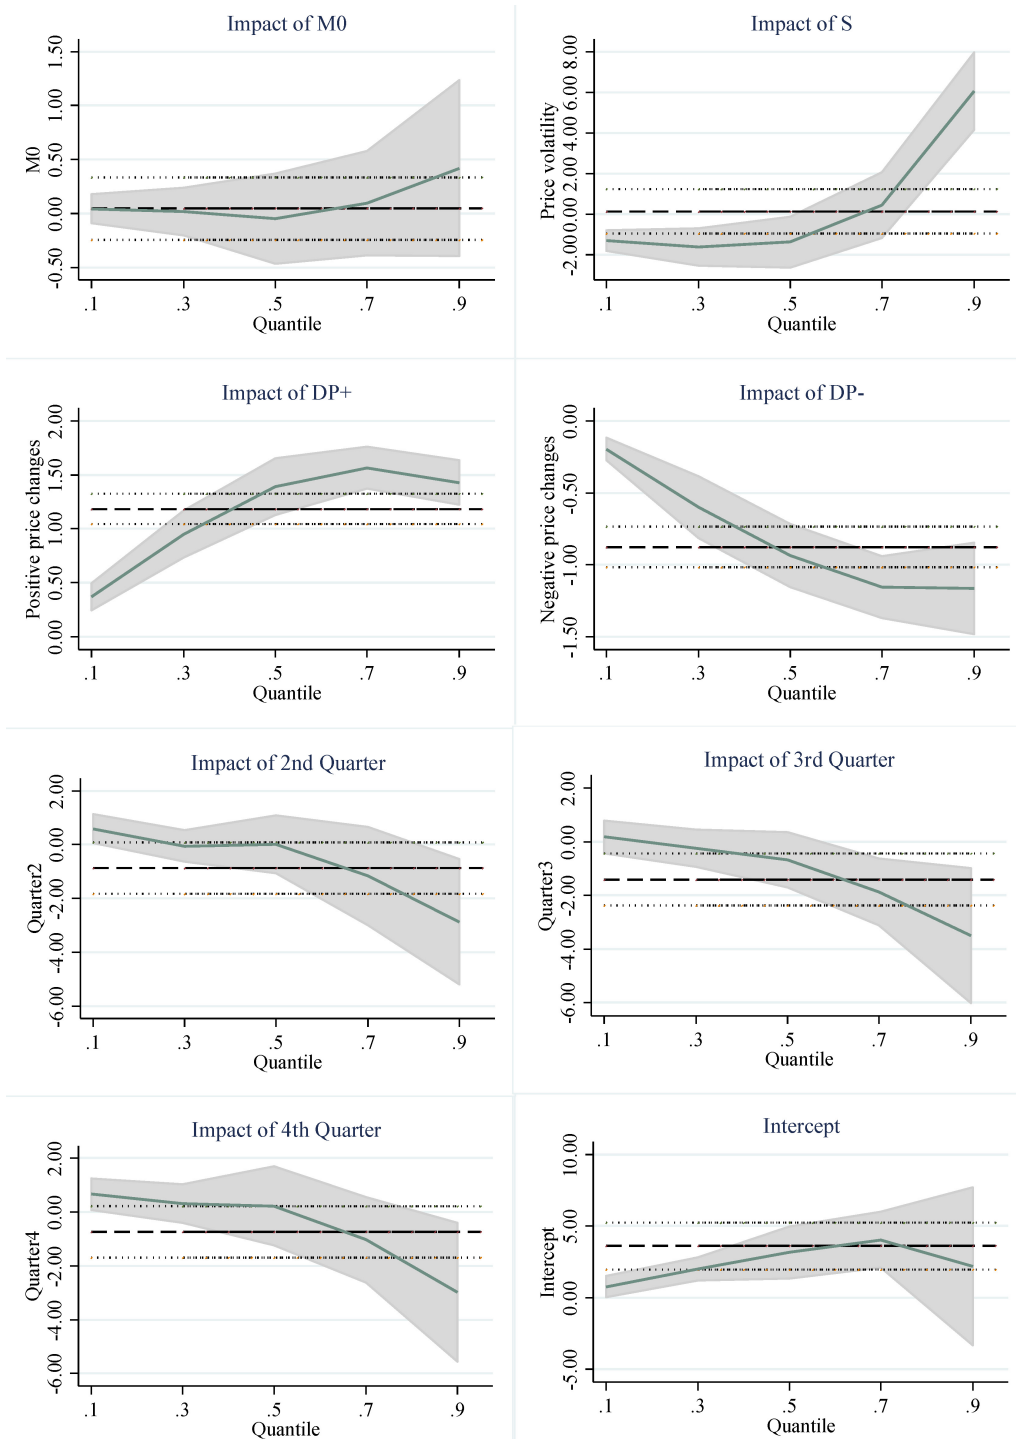 Impact of M0
M0
1.50
1.00
0.50
0.00
-0.50
.1 .3 .5 .7 .9
Quantile
Impact of S
Price volatility
8.00
6.00
4.00
2.00
0.00
-2.00
.1 .3 .5 .7 .9
Quantile
Impact of DP+
Positive price changes
2.00
1.50
1.00
0.50
0.00
.1 .3 .5 .7 .9
Quantile
Impact of DP-
Negative price changes
0.00
-0.50
-1.00
-1.50
.1 .3 .5 .7 .9
Quantile
Impact of 2nd Quarter
Quarter2
2.00
0.00
-2.00
-4.00
-6.00
.1 .3 .5 .7 .9
Quantile
Impact of 3rd Quarter
Quarter3
2.00
0.00
-2.00
-4.00
-6.00
.1 .3 .5 .7 .9
Quantile
Impact of 4th Quarter
Quarter4
2.00
0.00
-2.00
-4.00
-6.00
.1 .3 .5 .7 .9
Quantile
Intercept
Intercept
10.00
5.00
0.00
-5.00
.1 .3 .5 .7 .9
Quantile